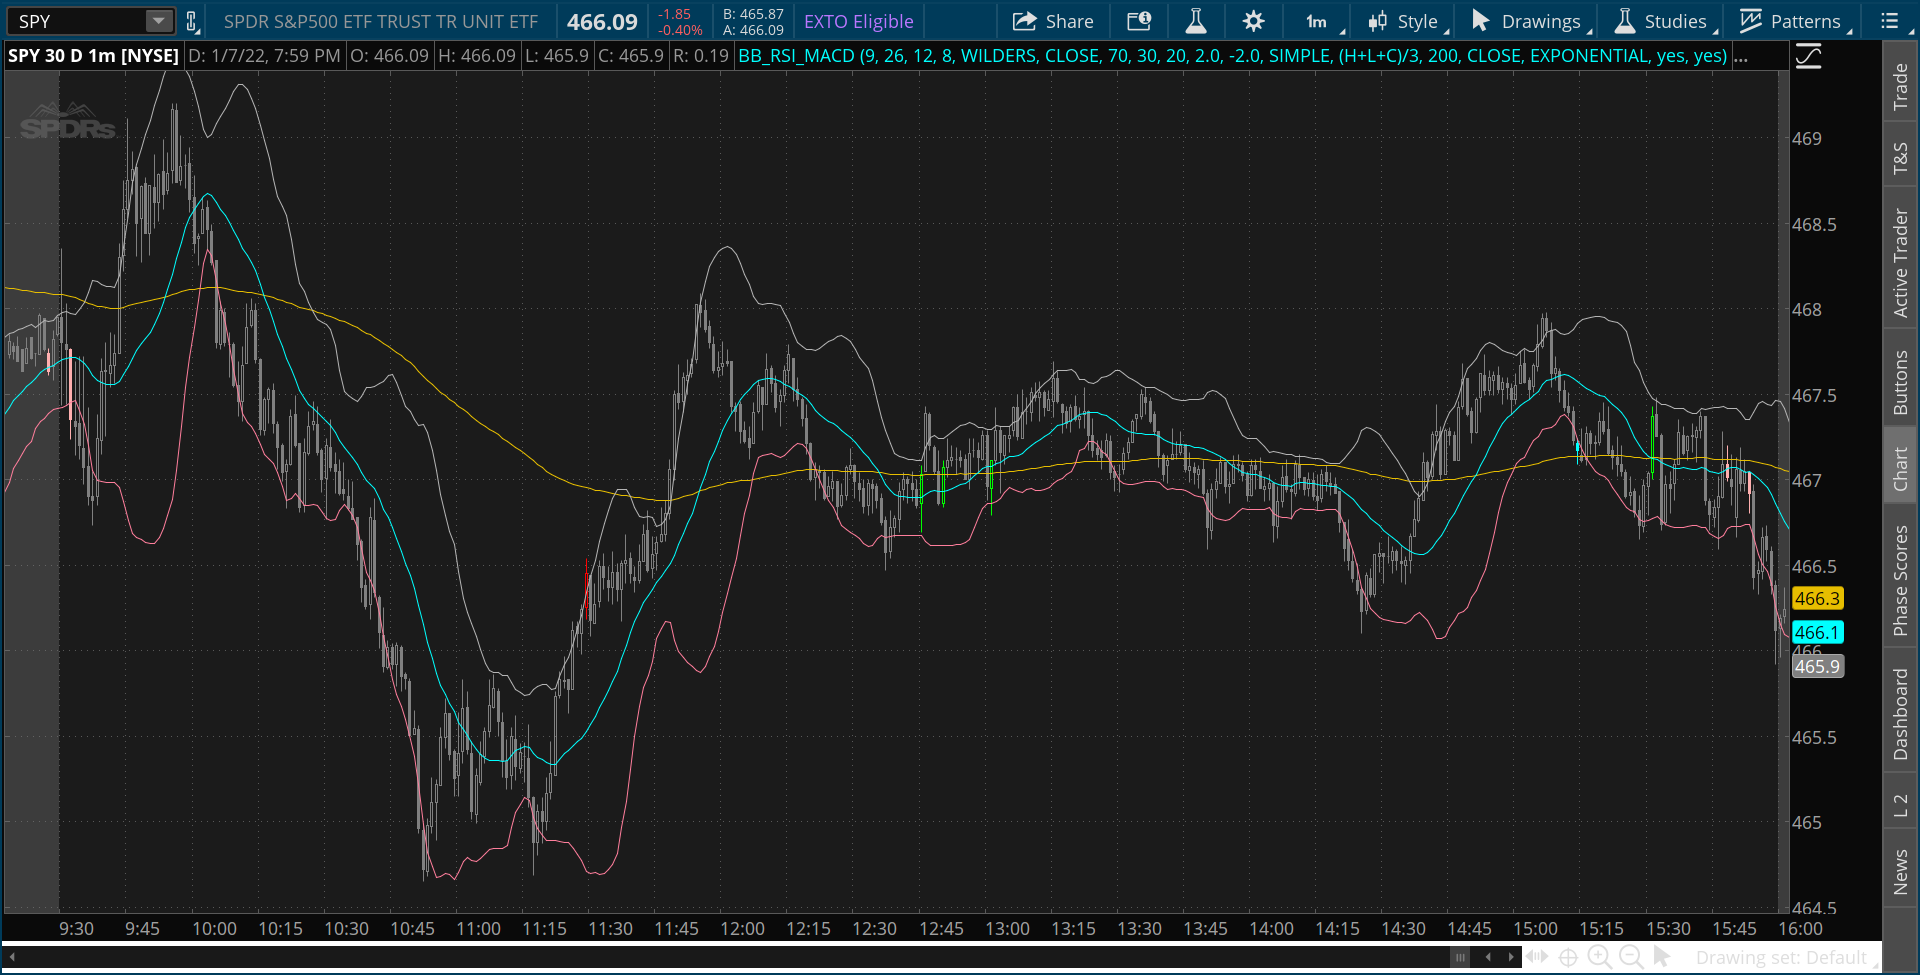 SPY
SPDR S&P500 ETF TRUST TR UNIT ETF
466.09
-1.85
-0.40%
B: 465.87
A: 466.09
EXTO Eligible
Share
1m
Style
Drawings
Studies
Patterns
SPY 30 D 1m [NYSE] D: 1/7/22, 7:59 PM O: 466.09 H: 466.09 L: 465.9 C: 465.9 R: 0.19 BB_RSI_MACD (9, 26, 12, 8, WILDERS, CLOSE, 70, 30, 20, 2.0, -2.0, SIMPLE, (H+L+C)/3, 200, CLOSE, EXPONENTIAL, yes, yes) ...
SPDRs
469
468.5
468
467.5
467
466.5
466.3
466.1
466
465.9
465.5
465
464.5
9:30 9:45 10:00 10:15 10:30 10:45 11:00 11:15 11:30 11:45 12:00 12:15 12:30 12:45 13:00 13:15 13:30 13:45 14:00 14:15 14:30 14:45 15:00 15:15 15:30 15:45 16:00
Drawing set: Default
Trade
T&S
Active Trader
Buttons
Chart
Phase Scores
Dashboard
L 2
News